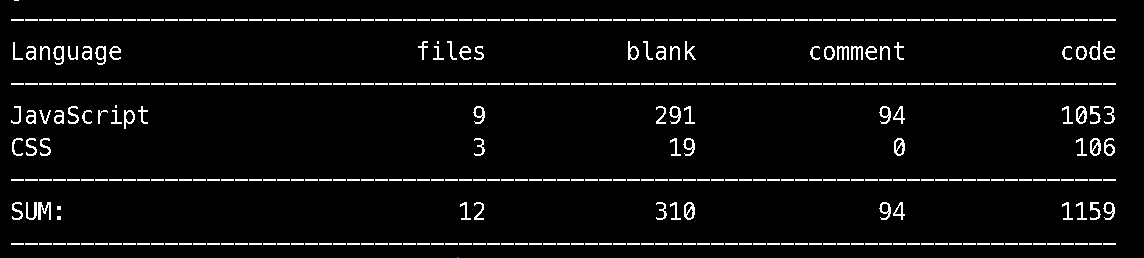 Language files blank comment code
JavaScript 9 291 94 1053
CSS 3 19 0 106
SUM: 12 310 94 1159